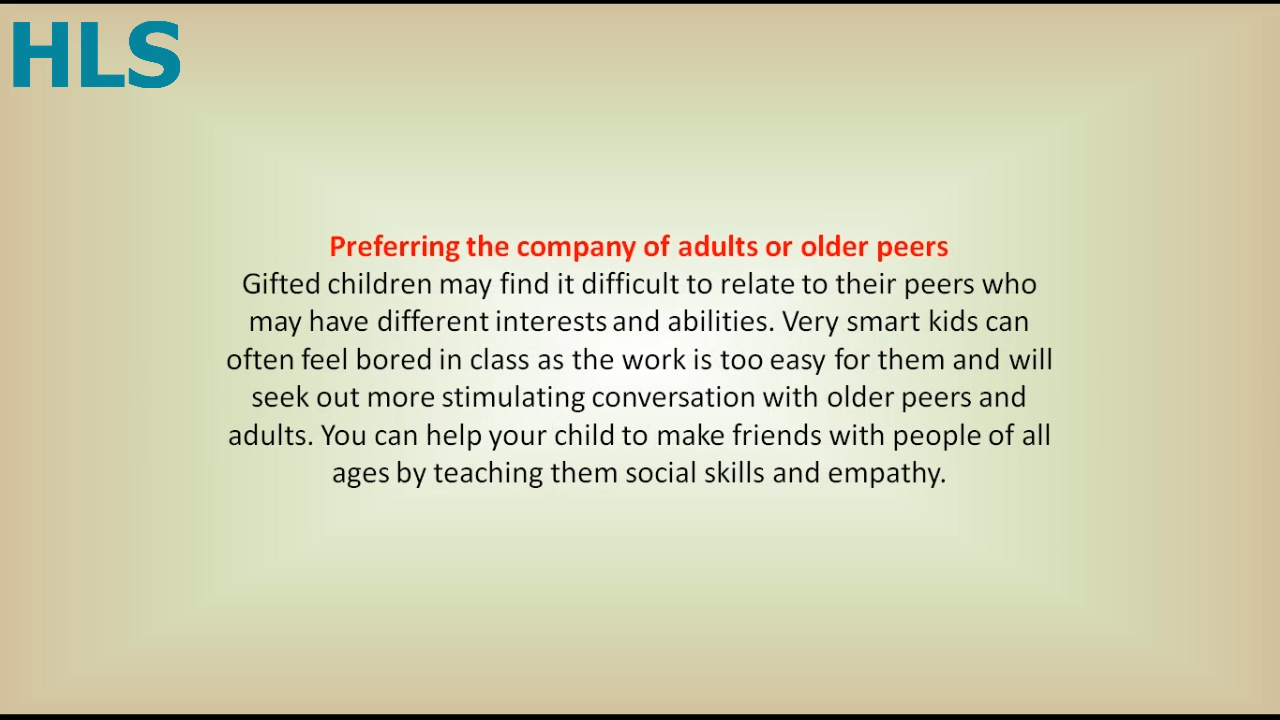 HLS
Preferring the company of adults or older peers
Gifted children may find it difficult to relate to their peers who
may have different interests and abilities. Very smart kids can
often feel bored in class as the work is too easy for them and will
seek out more stimulating conversation with older peers and
adults. You can help your child to make friends with people of all
ages by teaching them social skills and empathy.